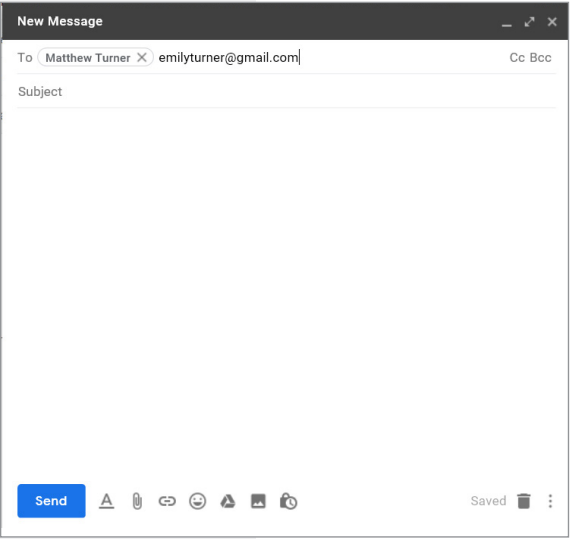 New Message
To Matthew Turner emilyturner@gmail.com Cc Bcc
Subject
Send Saved